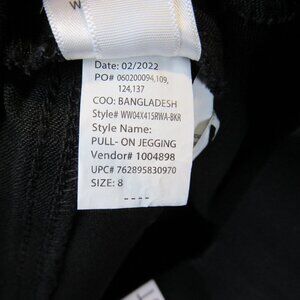 W
Date: 02/2022
PO# 060200094,109,
124,137
COO: BANGLADESH
Style# WW04X415RWA-BKR
Style Name:
PULL- ON JEGGING
Vendor# 1004898
UPC# 762895830970
SIZE: 8
----